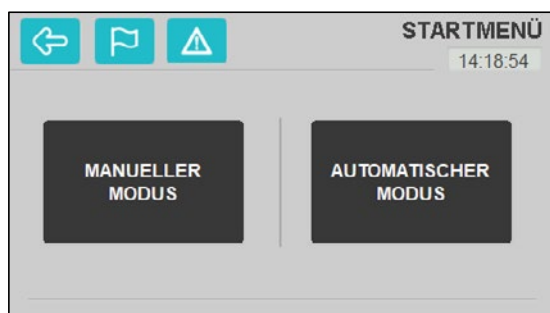 STARTMENÜ
14:18:54
MANUELLER
MODUS
AUTOMATISCHER
MODUS